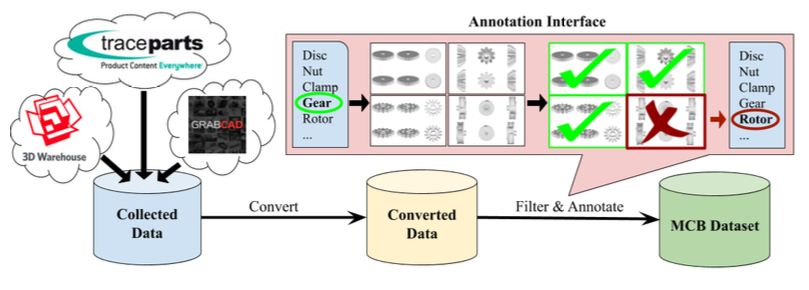 Annotation Interface
traceparts
Product Content Everywhere
GRABCAD
3D Warehouse
Disc
Nut
Clamp
Gear
Rotor
...
Disc
Nut
Clamp
Gear
Rotor
...
Collected
Data
Convert
Converted
Data
Filter & Annotate
MCB Dataset